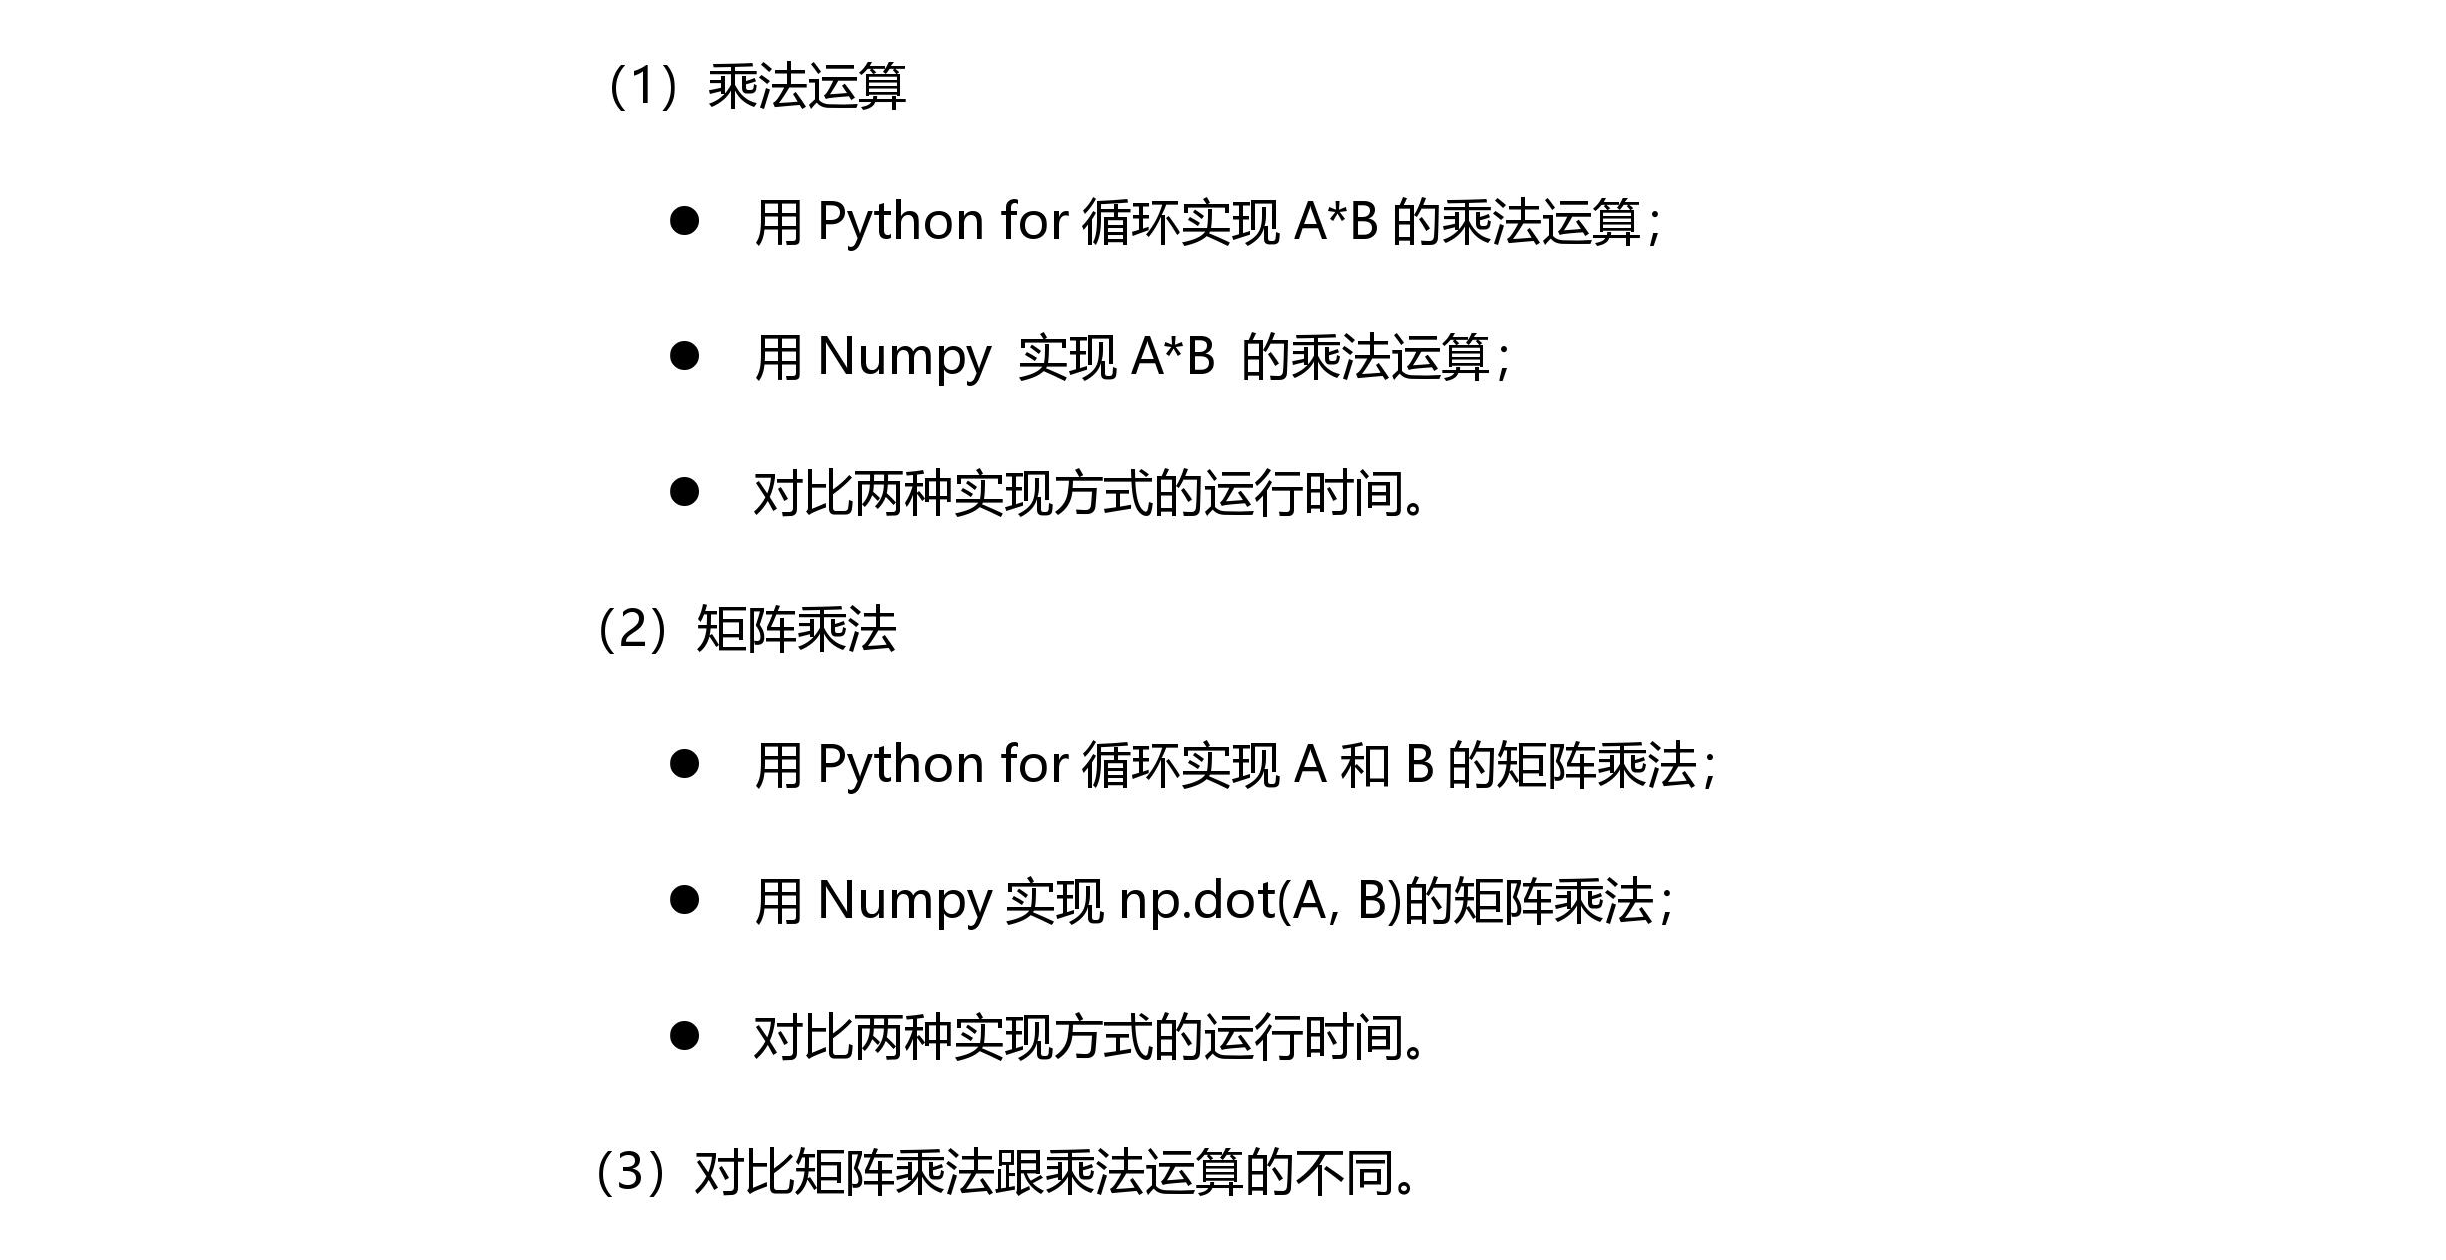 （1）乘法运算
● 用 Python for 循环实现 A*B 的乘法运算；
● 用 Numpy 实现 A*B 的乘法运算；
● 对比两种实现方式的运行时间。
（2）矩阵乘法
● 用 Python for 循环实现 A 和 B 的矩阵乘法；
● 用 Numpy 实现 np.dot(A, B)的矩阵乘法；
● 对比两种实现方式的运行时间。
（3）对比矩阵乘法跟乘法运算的不同。